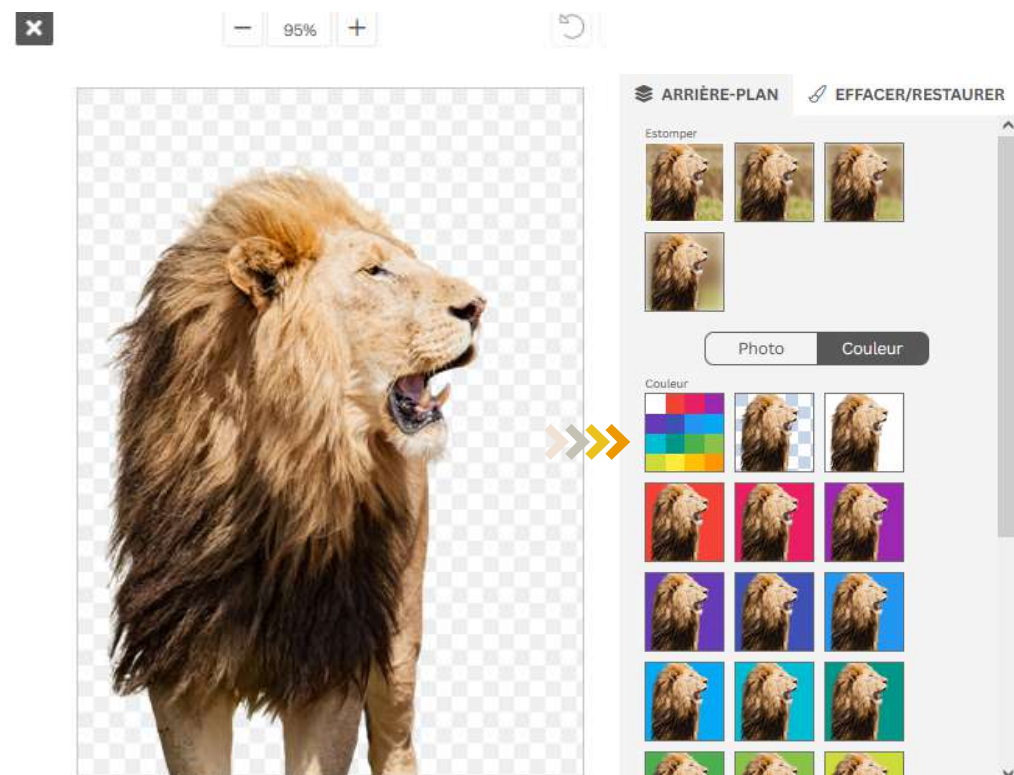 95%
ARRIÈRE-PLAN
EFFACER/RESTAURER
Estomper
Photo
Couleur
Couleur